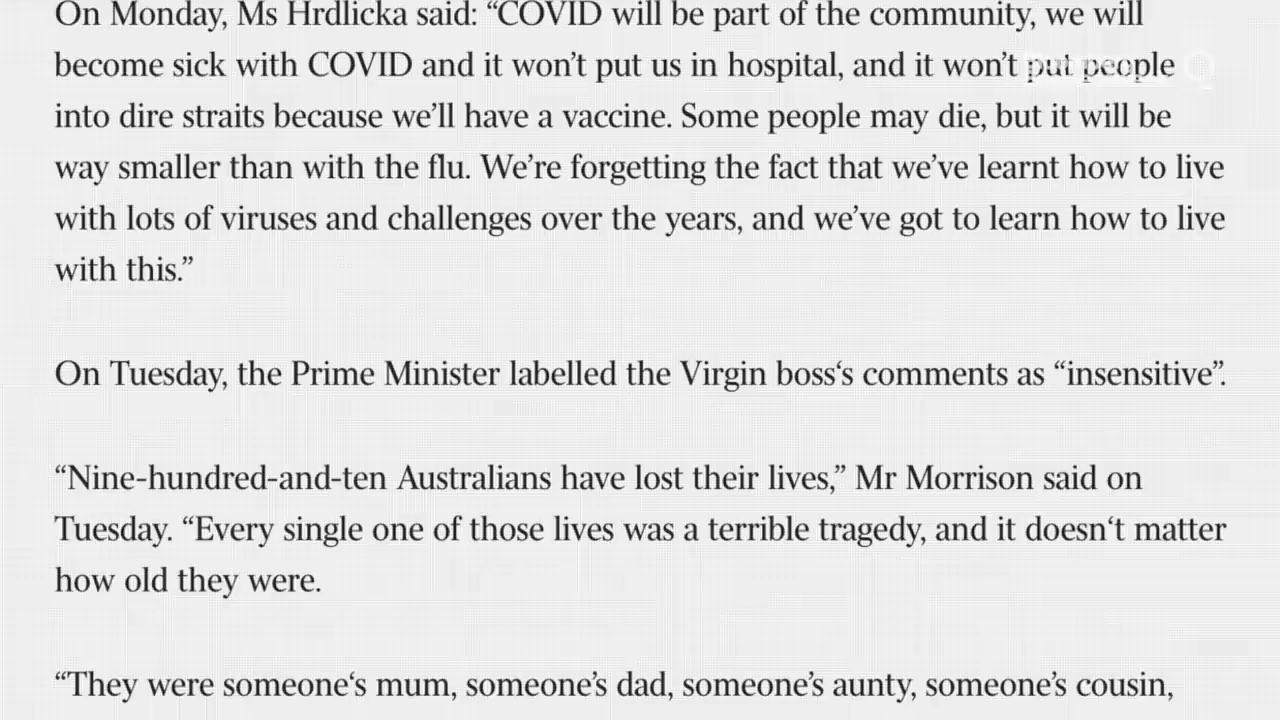 On Monday, Ms Hrdlicka said: “COVID will be part of the community, we will
become sick with COVID and it won’t put us in hospital, and it won’t put people
into dire straits because we’ll have a vaccine. Some people may die, but it will be
way smaller than with the flu. We’re forgetting the fact that we’ve learnt how to live
with lots of viruses and challenges over the years, and we’ve got to learn how to live
with this.”
On Tuesday, the Prime Minister labelled the Virgin boss‘s comments as “insensitive”.
“Nine-hundred-and-ten Australians have lost their lives,” Mr Morrison said on
Tuesday. “Every single one of those lives was a terrible tragedy, and it doesn‘t matter
how old they were.
“They were someone‘s mum, someone’s dad, someone’s aunty, someone’s cousin,